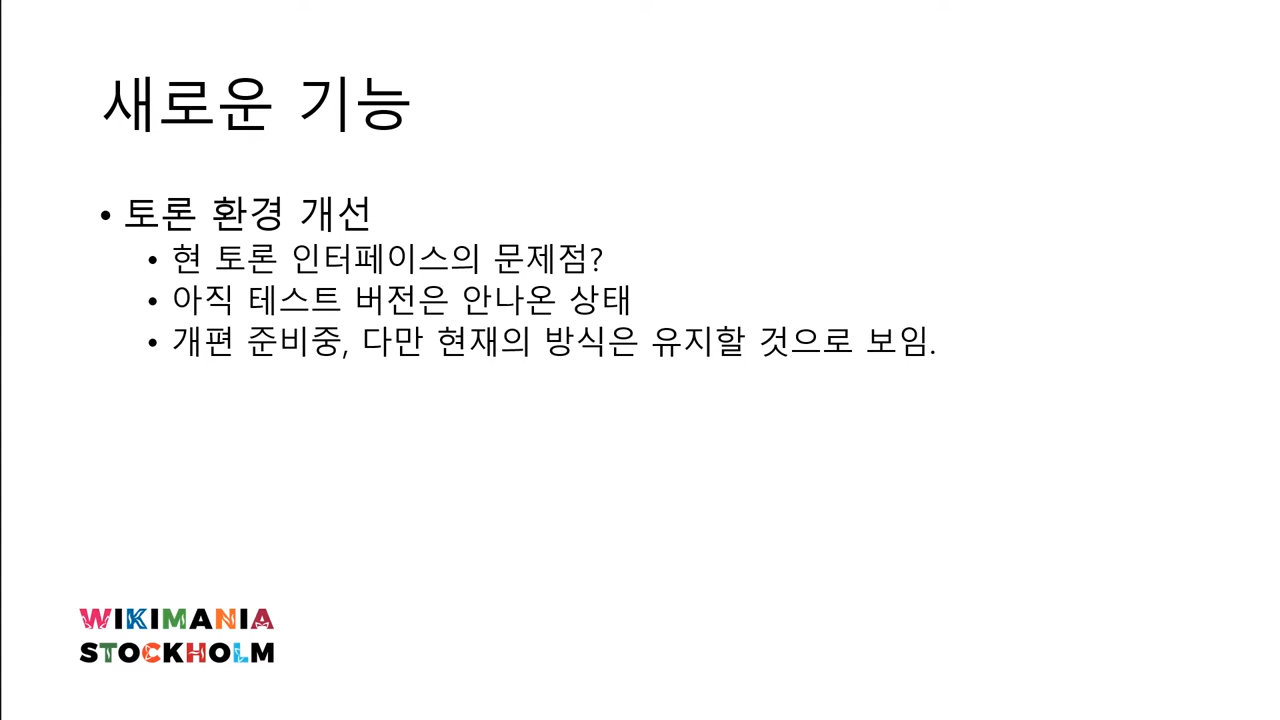 새로운 기능
• 토론 환경 개선
• 현 토론 인터페이스의 문제점?
• 아직 테스트 버전은 안나온 상태
• 개편 준비중, 다만 현재의 방식은 유지할 것으로 보임.
WIKIMANIA
STOCKHOLM